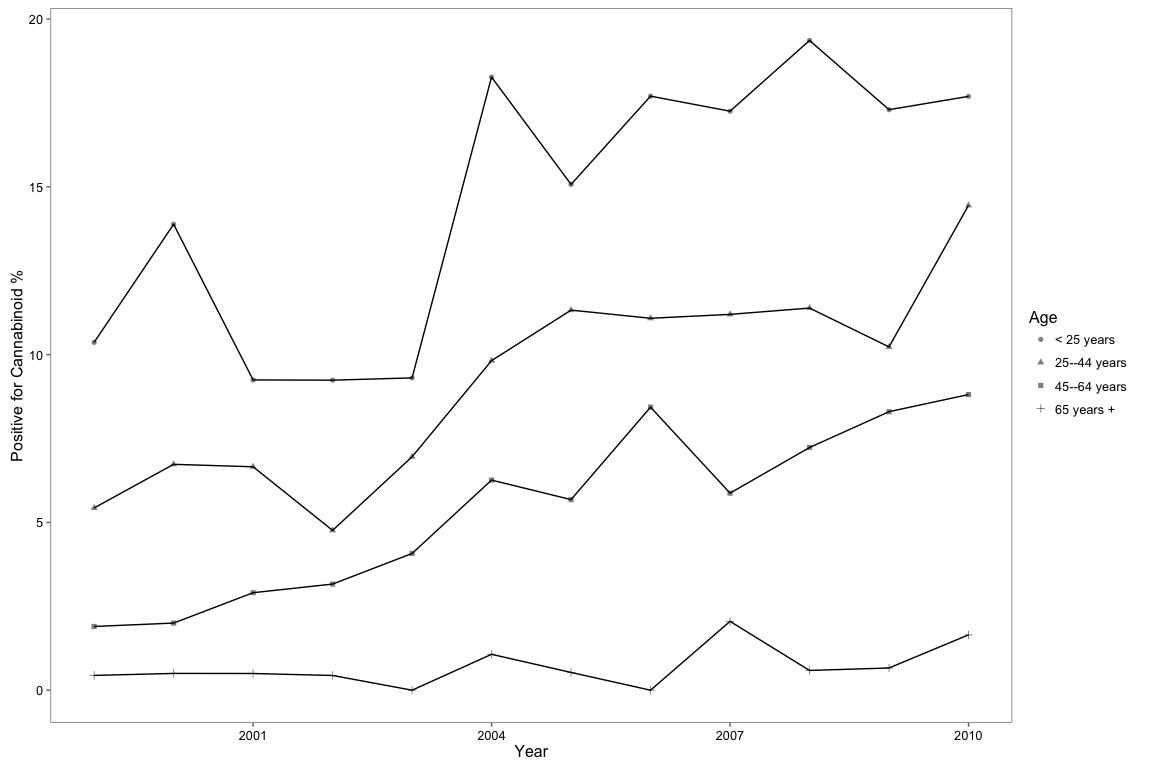 Positive for Cannabinoid %
20
15
10
5
0
2001
2004
2007
2010
Year
Age
< 25 years
25--44 years
45--64 years
65 years +